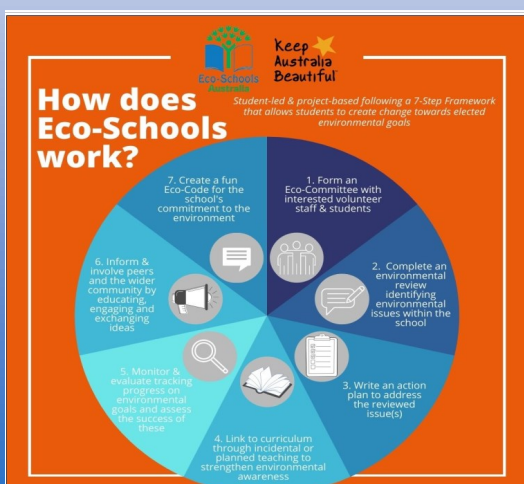 Eco-Schools
Australia
Keep
Australia
Beautiful
How does
Eco-Schools
work?
Student-led & project-based following a 7-Step Framework
that allows students to create change towards elected
environmental goals
1. Form an
Eco-Committee with
interested volunteer
staff & students
2. Complete an
environmental
review
identifying
environmental
issues within the
school
3. Write an action
plan to address
the reviewed
issue(s)
4. Link to curriculum
through incidental or
planned teaching to
strengthen environmental
awareness
5. Monitor &
evaluate tracking
progress on
environmental
goals and assess
the success of
these
6. Inform &
involve peers
and the wider
community by
educating,
engaging and
exchanging
ideas
7. Create a fun
Eco-Code for the
school's
commitment to the
environment